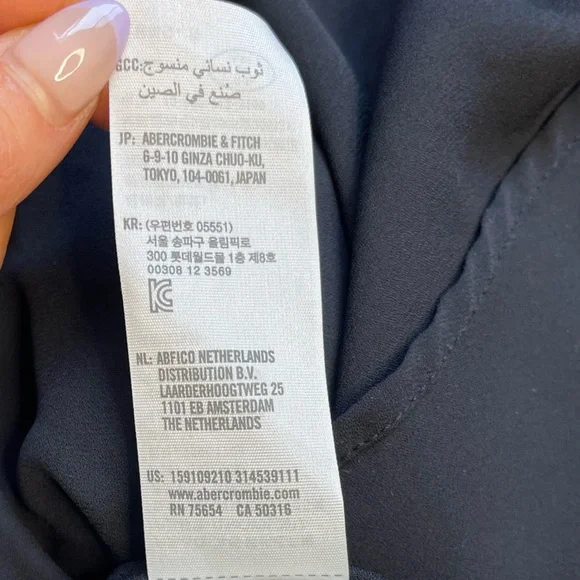 GCC: ثوب نسائي منسوج
صُنع في الصين
JP: ABERCROMBIE & FITCH
6-9-10 GINZA CHUO-KU,
TOKYO, 104-0061, JAPAN
KR: (우편번호 05551)
서울 송파구 올림픽로
300 롯데월드몰 1층 제8호
00308 12 3569
NL: ABFICO NETHERLANDS
DISTRIBUTION B.V.
LAARDERHOOGTWEG 25
1101 EB AMSTERDAM
THE NETHERLANDS
US: 159109210 314539111
www.abercrombie.com
RN 75654 CA 50316